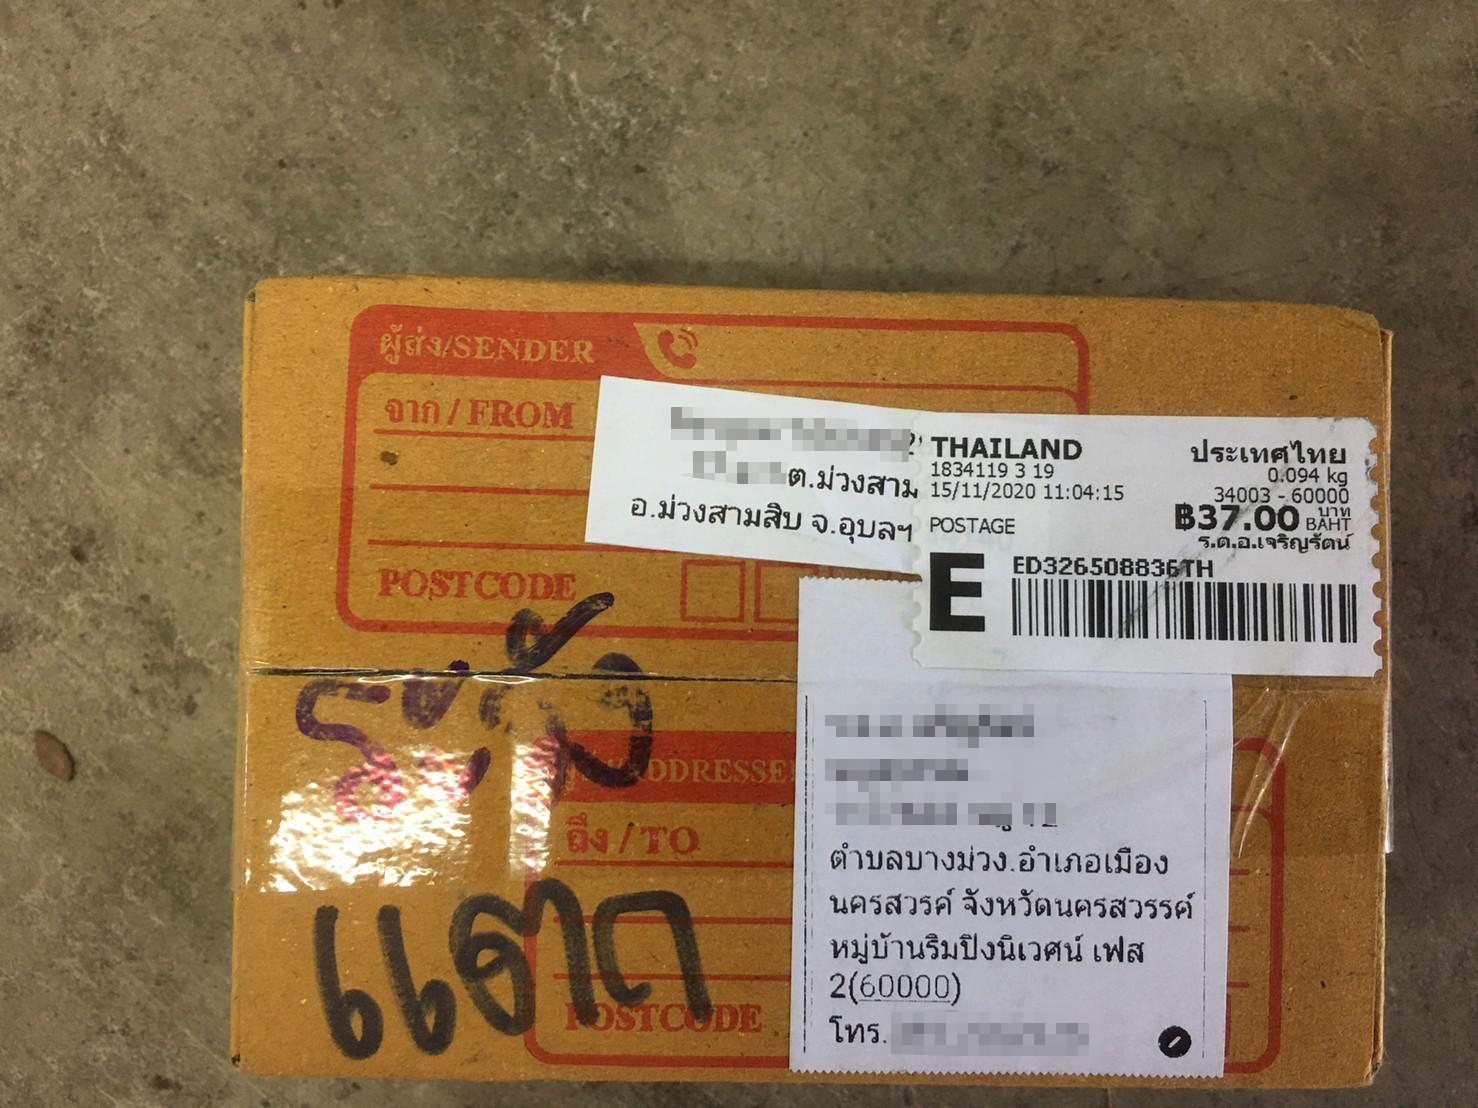 ผู้ส่ง/SENDER
จาก / FROM
ต.ม่วงสาม
อ.ม่วงสามสิบ จ.อุบลฯ
POSTCODE
THAILAND ประเทศไทย
1834119 3 19 0.094 kg
15/11/2020 11:04:15 34003 - 60000
POSTAGE ฿37.00 บาท BAHT
ร.ต.อ.เจริญรัตน์
E ED326508836TH
ระวัง
แตก
ADDRESSEE
ถึง / TO
POSTCODE
ตำบลบางม่วง.อำเภอเมือง
นครสวรค์ จังหวัดนครสวรรค์
หมู่บ้านริมปิงนิเวศน์ เฟส
2(60000)
โทร.